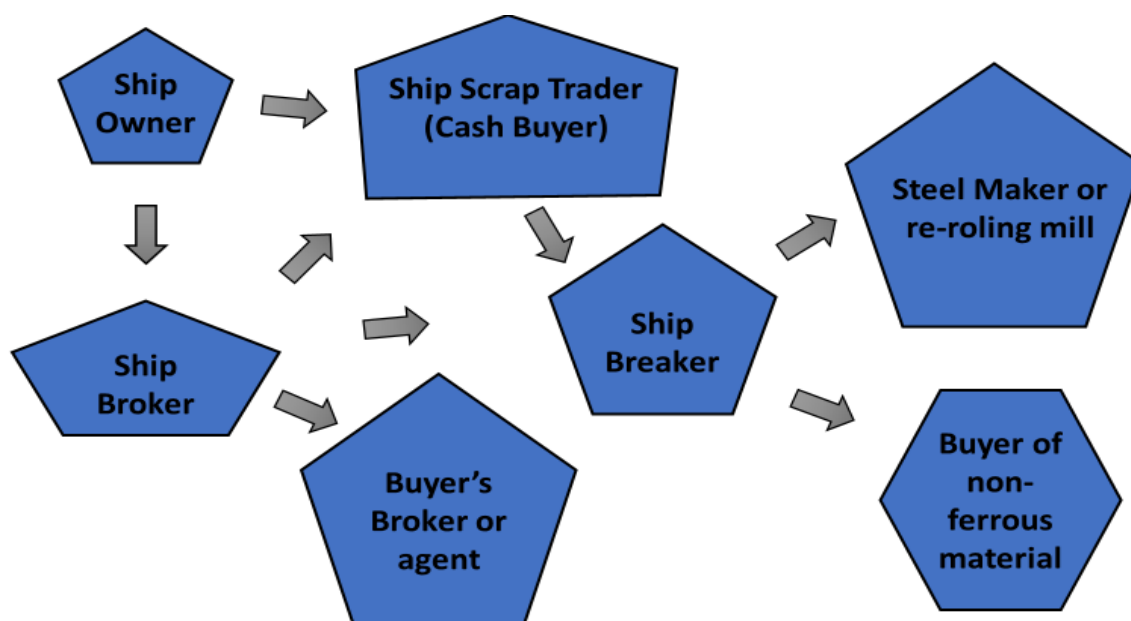 Ship
Owner
Ship Scrap Trader
(Cash Buyer)
Steel Maker or
re-roling mill
Ship
Broker
Ship
Breaker
Buyer’s
Broker or
agent
Buyer of
non-
ferrous
material